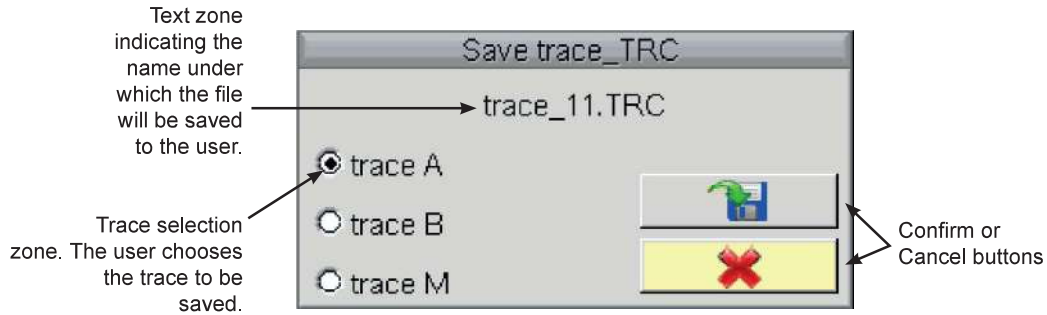 Text zone
indicating the
name under
which the file
will be saved
to the user.
Save trace_TRC
trace_11.TRC
trace A
trace B
trace M
Trace selection
zone. The user chooses
the trace to be
saved.
Confirm or
Cancel buttons